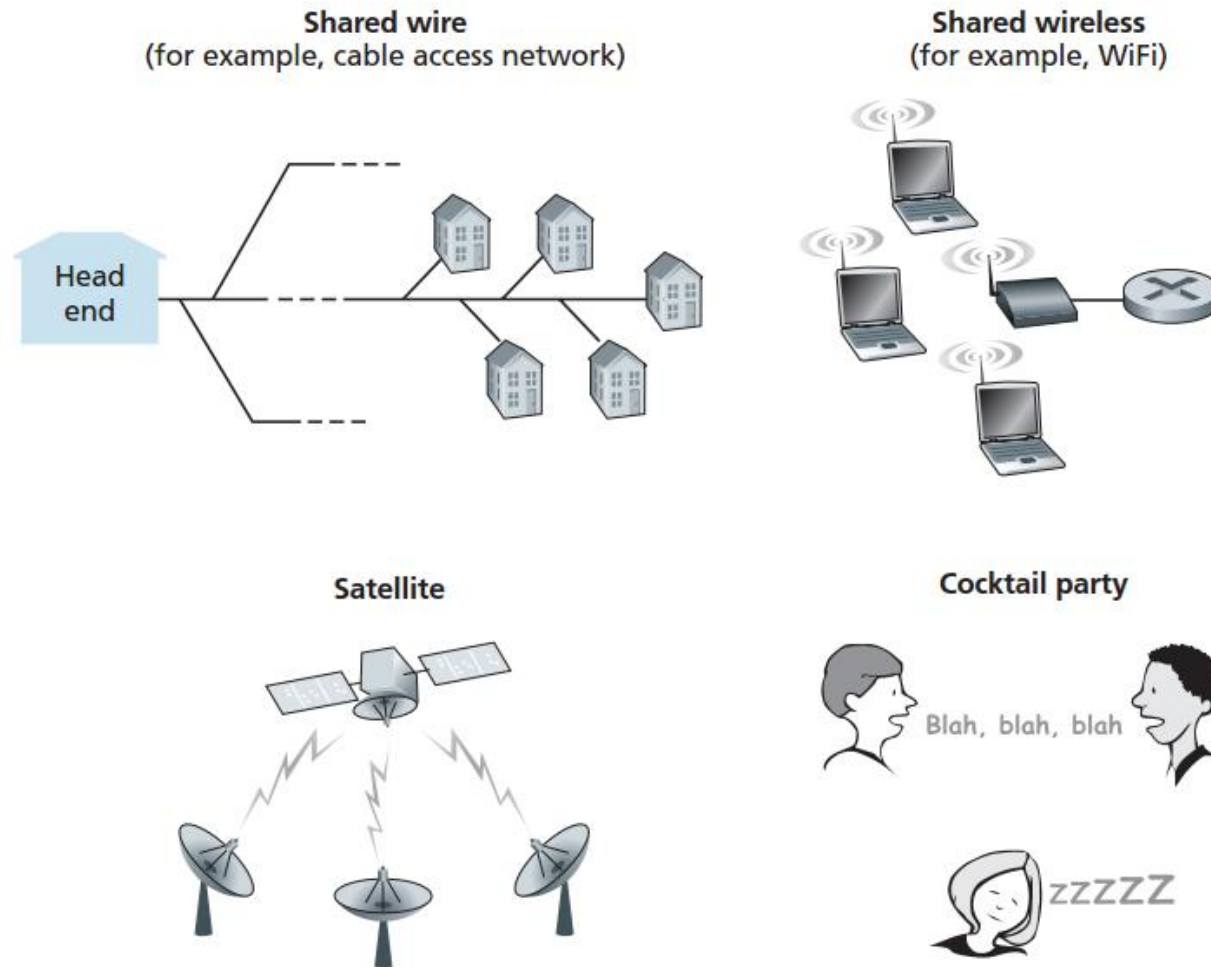 Shared wire
(for example, cable access network)
Shared wireless
(for example, WiFi)
Head
end
Satellite
Cocktail party
Blah, blah, blah
zzzzz